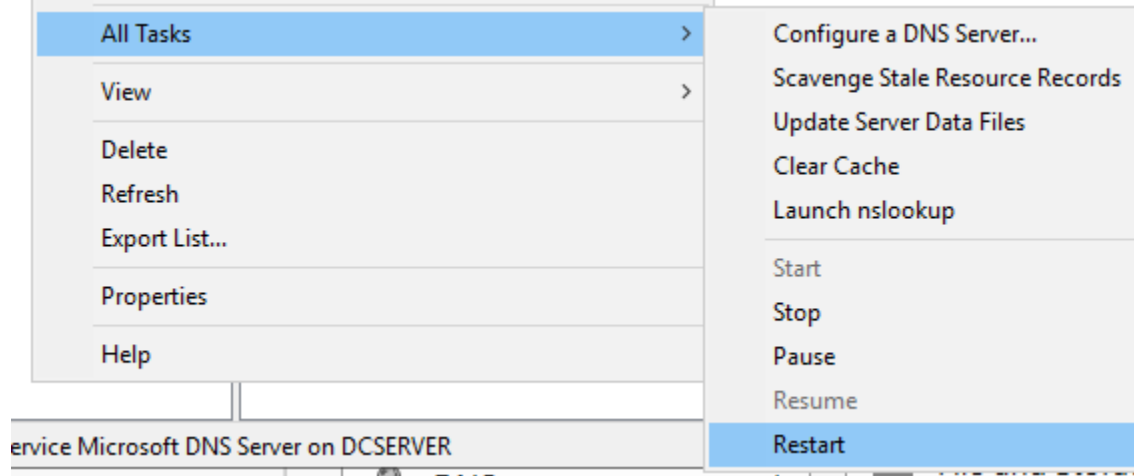 All Tasks
View
Delete
Refresh
Export List...
Properties
Help
Configure a DNS Server...
Scavenge Stale Resource Records
Update Server Data Files
Clear Cache
Launch nslookup
Start
Stop
Pause
Resume
Restart
ervice Microsoft DNS Server on DCSERVER